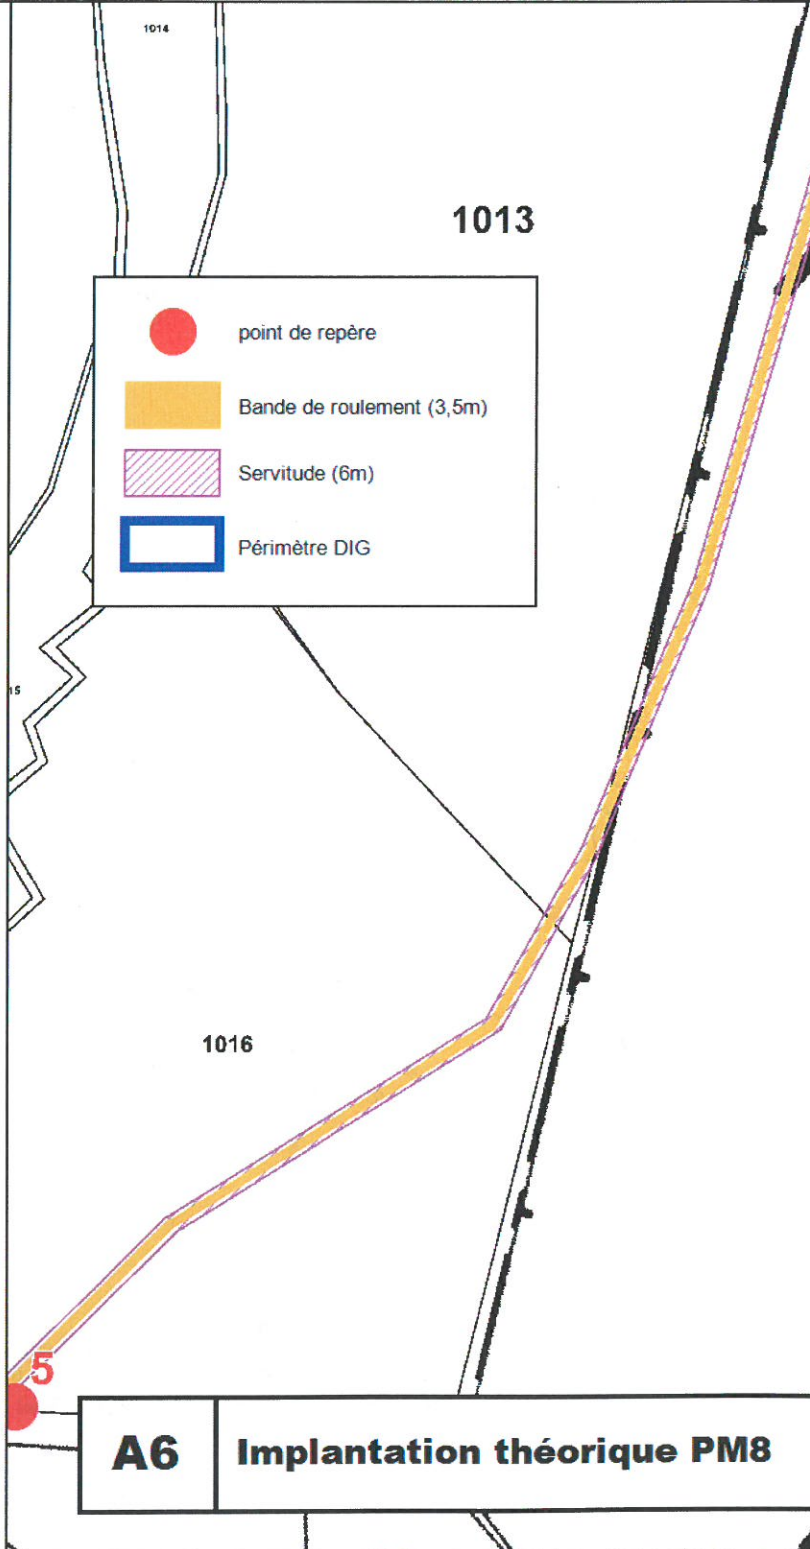 1014
1013
point de repère
Bande de roulement (3,5m)
Servitude (6m)
Périmètre DIG
15
1016
5
A6
Implantation théorique PM8